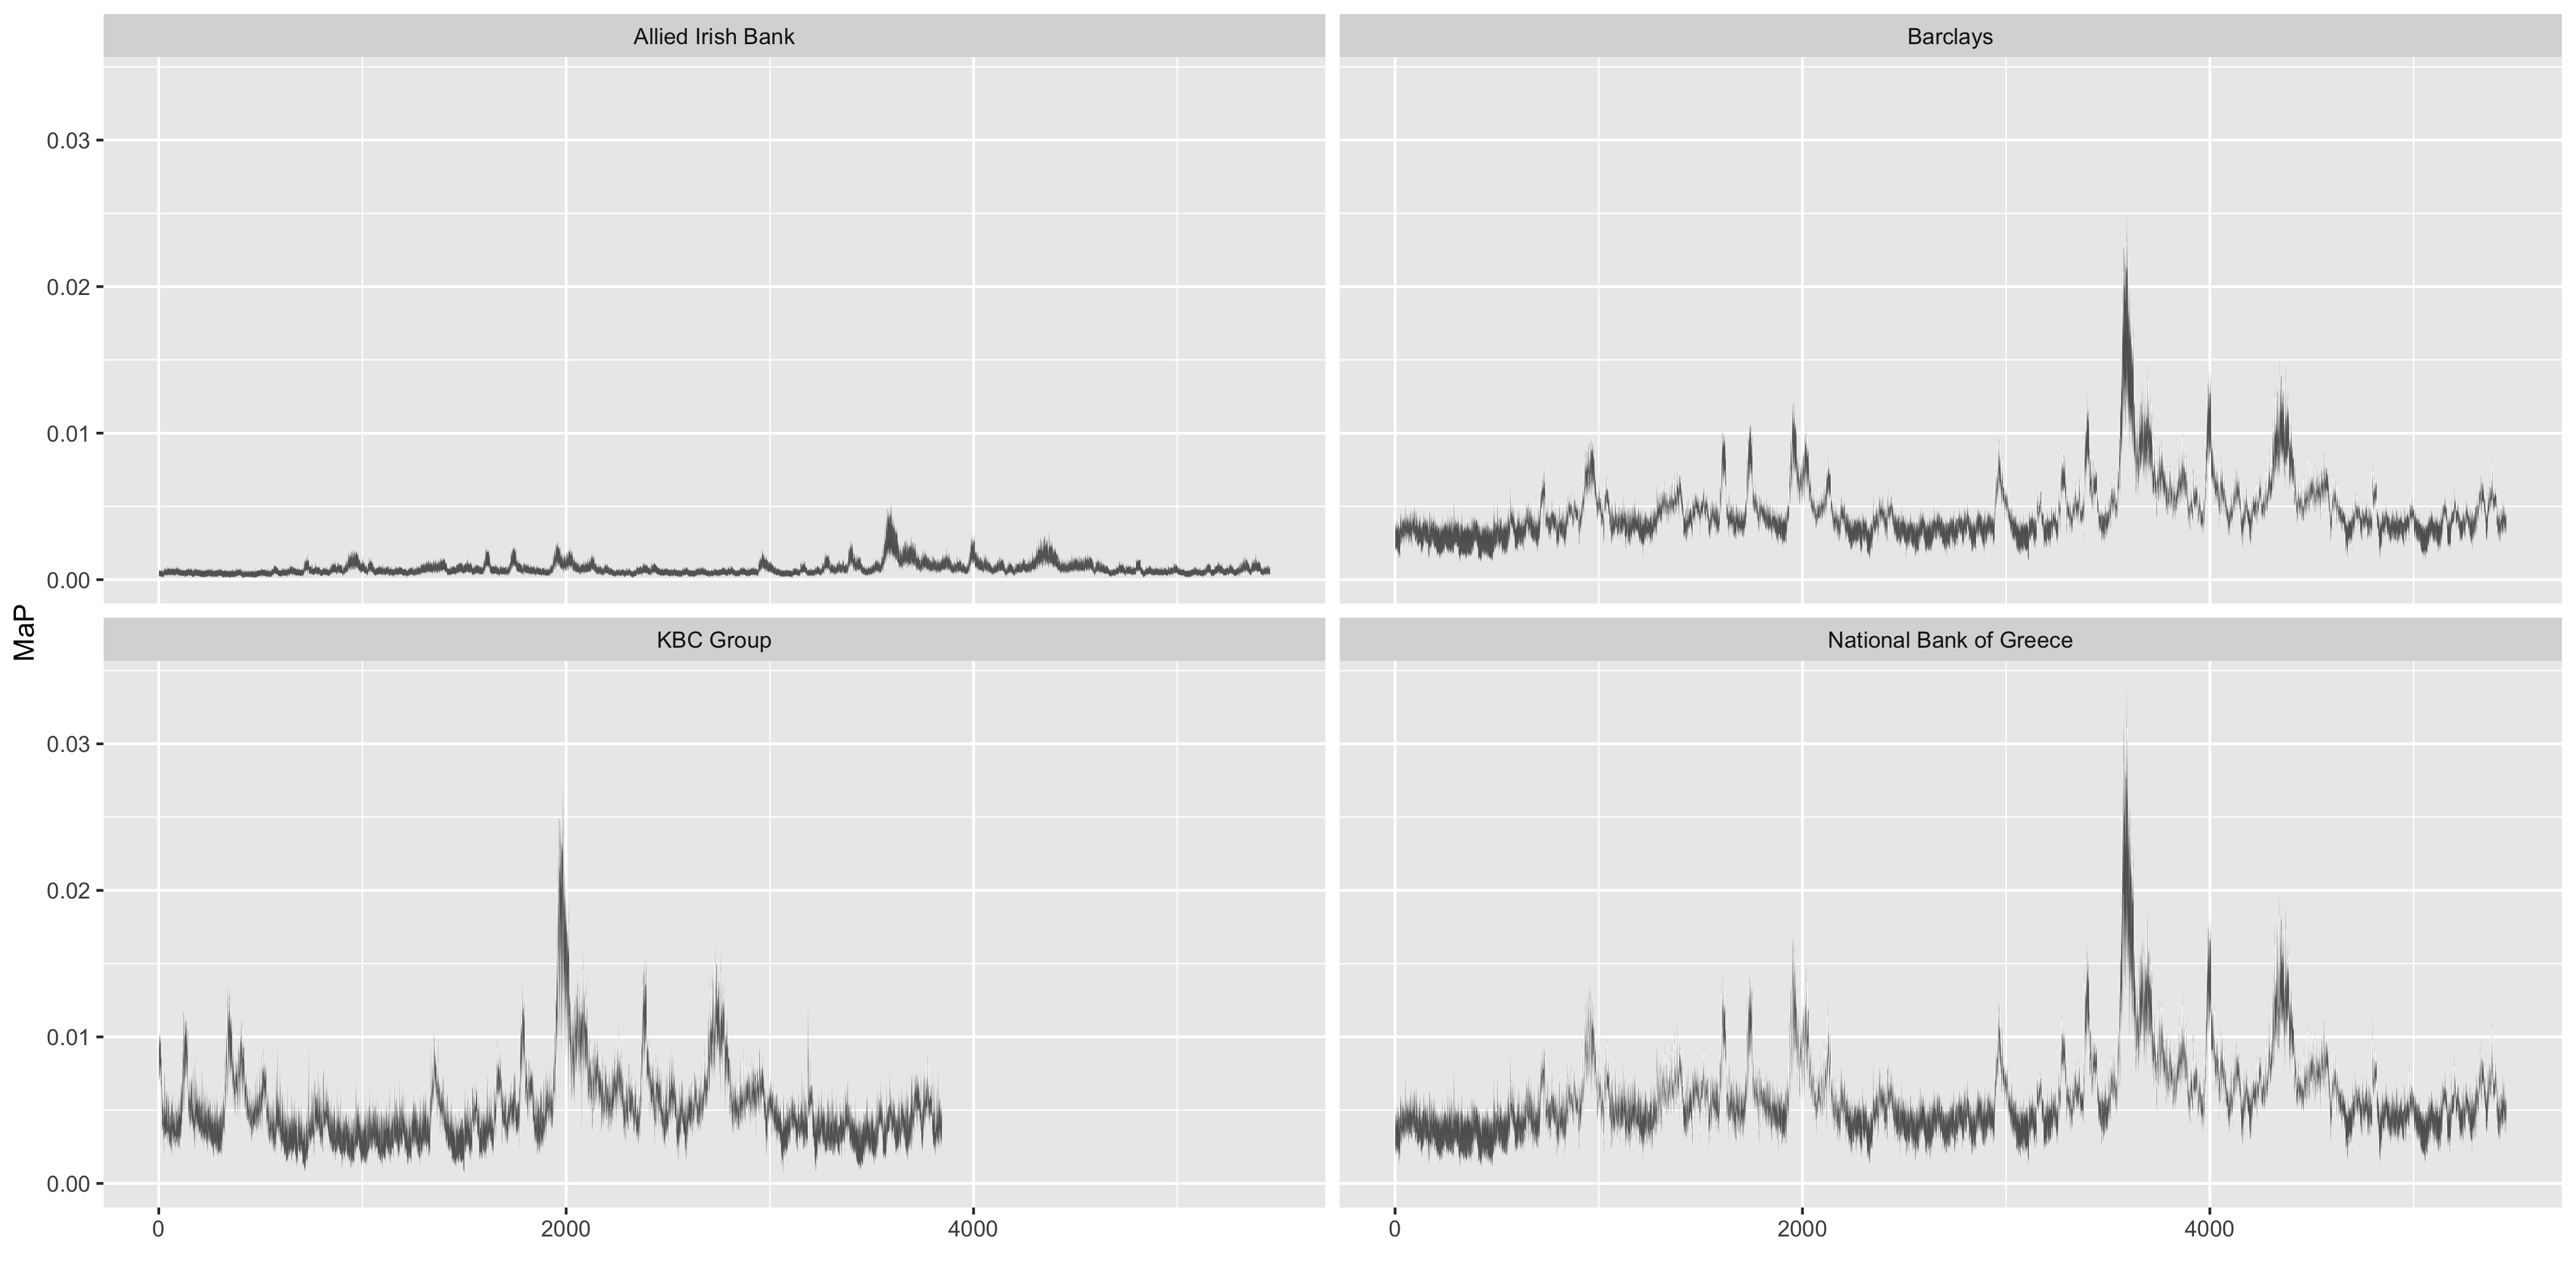 Allied Irish Bank
Barclays
0.03
0.02
0.01
0.00
MaP
KBC Group
National Bank of Greece
0.03
0.02
0.01
0.00
0 2000 4000
0 2000 4000